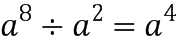 a⁸ ÷ a² = a⁴